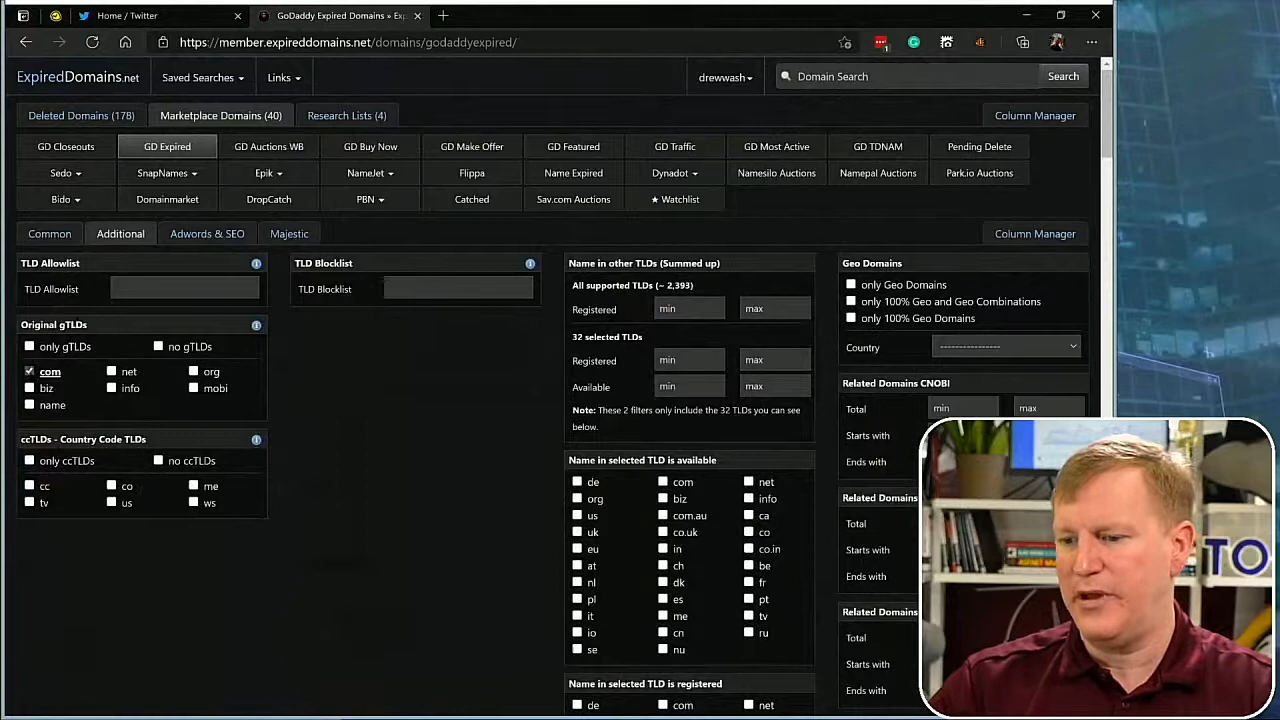 Home / Twitter
GoDaddy Expired Domains » Exp
https://member.expireddomains.net/domains/godaddyexpired/
1
ExpiredDomains.net
Saved Searches
Links
drewwash
Domain Search
Search
Deleted Domains (178)
Marketplace Domains (40)
Research Lists (4)
Column Manager
GD Closeouts
GD Expired
GD Auctions WB
GD Buy Now
GD Make Offer
GD Featured
GD Traffic
GD Most Active
GD TDNAM
Pending Delete
Sedo
SnapNames
Epik
NameJet
Flippa
Name Expired
Dynadot
Namesilo Auctions
Namepal Auctions
Park.io Auctions
Bido
Domainmarket
DropCatch
PBN
Catched
Sav.com Auctions
★ Watchlist
Common
Additional
Adwords & SEO
Majestic
Column Manager
TLD Allowlist
TLD Allowlist
Original gTLDs
only gTLDs
no gTLDs
com
net
org
biz
info
mobi
name
ccTLDs - Country Code TLDs
only ccTLDs
no ccTLDs
cc
co
me
tv
us
ws
TLD Blocklist
TLD Blocklist
Name in other TLDs (Summed up)
All supported TLDs (~ 2,393)
Registered
min
max
32 selected TLDs
Registered
min
max
Available
min
max
Note: These 2 filters only include the 32 TLDs you can see
below.
Name in selected TLD is available
de
com
net
org
biz
info
us
com.au
ca
uk
co.uk
co
eu
in
co.in
at
ch
be
nl
dk
fr
pl
es
pt
it
me
tv
io
cn
ru
se
nu
Name in selected TLD is registered
de
com
net
Geo Domains
only Geo Domains
only 100% Geo and Geo Combinations
only 100% Geo Domains
Country
----------------
Related Domains CNOBI
Total
min
max
Starts with
Ends with
Related Domains
Total
Starts with
Ends with
Related Domains
Total
Starts with
Ends with
TO